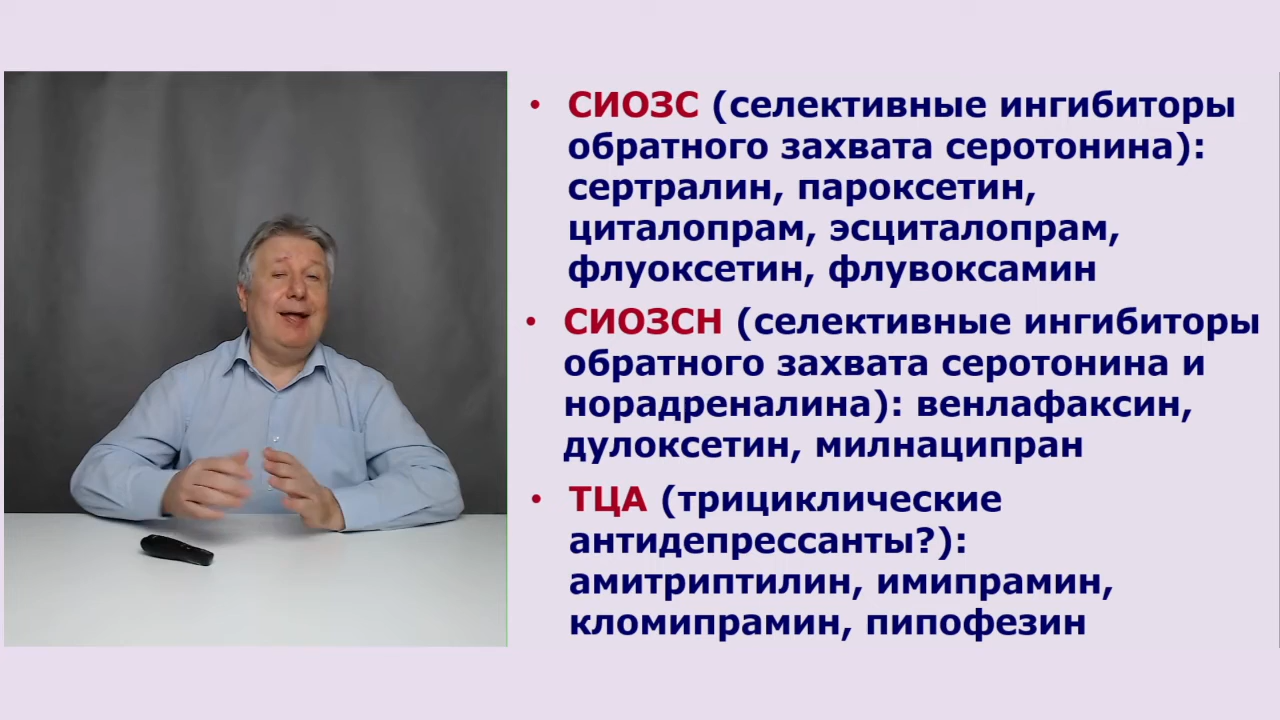 • СИОЗС (селективные ингибиторы
обратного захвата серотонина):
сертралин, пароксетин,
циталопрам, эсциталопрам,
флуоксетин, флувоксамин
• СИОЗСН (селективные ингибиторы
обратного захвата серотонина и
норадреналина): венлафаксин,
дулоксетин, милнаципран
• ТЦА (трициклические
антидепрессанты?):
амитриптилин, имипрамин,
кломипрамин, пипофезин